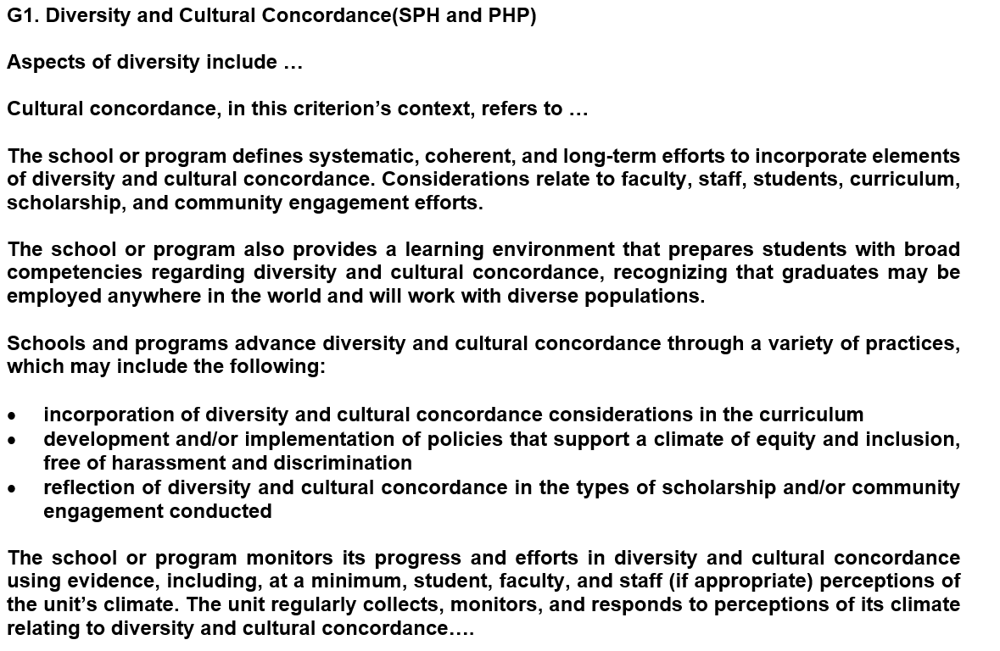 G1. Diversity and Cultural Concordance(SPH and PHP)
Aspects of diversity include …
Cultural concordance, in this criterion’s context, refers to …
The school or program defines systematic, coherent, and long-term efforts to incorporate elements
of diversity and cultural concordance. Considerations relate to faculty, staff, students, curriculum,
scholarship, and community engagement efforts.
The school or program also provides a learning environment that prepares students with broad
competencies regarding diversity and cultural concordance, recognizing that graduates may be
employed anywhere in the world and will work with diverse populations.
Schools and programs advance diversity and cultural concordance through a variety of practices,
which may include the following:
• incorporation of diversity and cultural concordance considerations in the curriculum
• development and/or implementation of policies that support a climate of equity and inclusion,
free of harassment and discrimination
• reflection of diversity and cultural concordance in the types of scholarship and/or community
engagement conducted
The school or program monitors its progress and efforts in diversity and cultural concordance
using evidence, including, at a minimum, student, faculty, and staff (if appropriate) perceptions of
the unit’s climate. The unit regularly collects, monitors, and responds to perceptions of its climate
relating to diversity and cultural concordance….